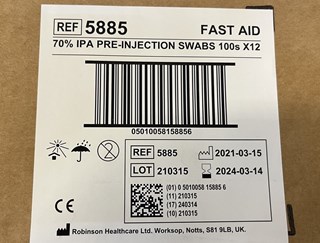 REF 5885 FAST AID
70% IPA PRE-INJECTION SWABS 100s X12
05010058158856
REF 5885 2021-03-15
LOT 210315 2024-03-14
(01) 0 5010058 15885 6
(11) 210315
(17) 240314
(10) 210315
Robinson Healthcare Ltd. Worksop, Notts, S81 9LB, UK.